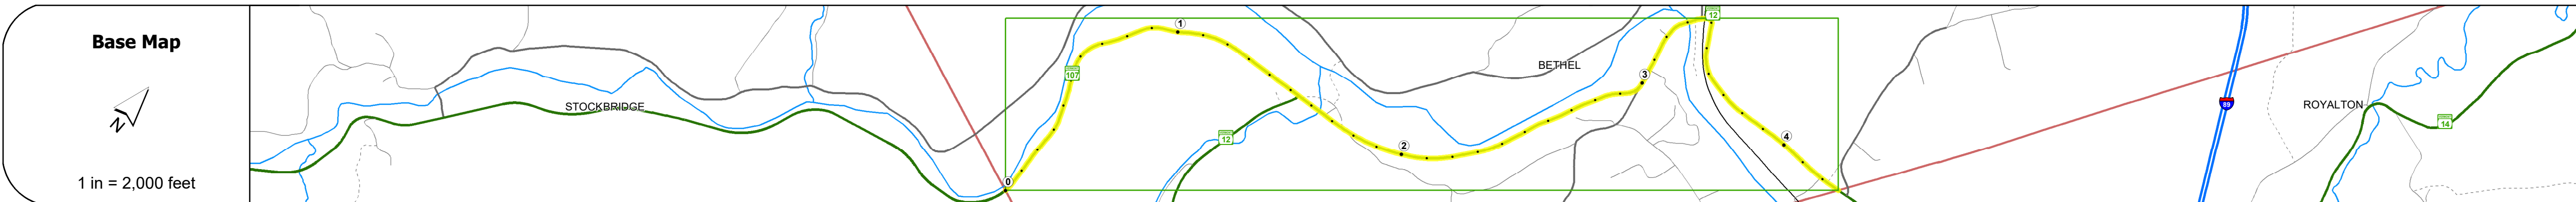 Base Map
N
1 in = 2,000 feet
STOCKBRIDGE
0
107
1
12
2
BETHEL
3
12
4
89
ROYALTON
14